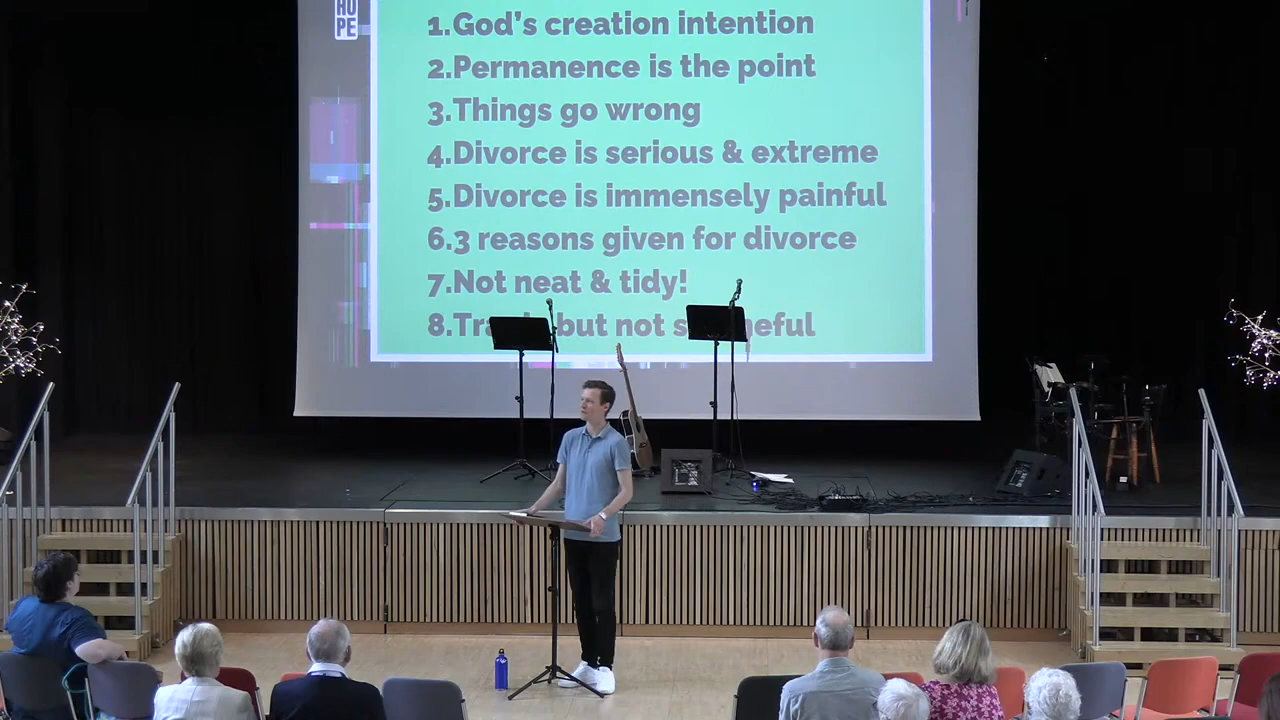 HO
PE
1.God's creation intention
2.Permanence is the point
3.Things go wrong
4.Divorce is serious & extreme
5.Divorce is immensely painful
6.3 reasons given for divorce
7.Not neat & tidy!
8. but not